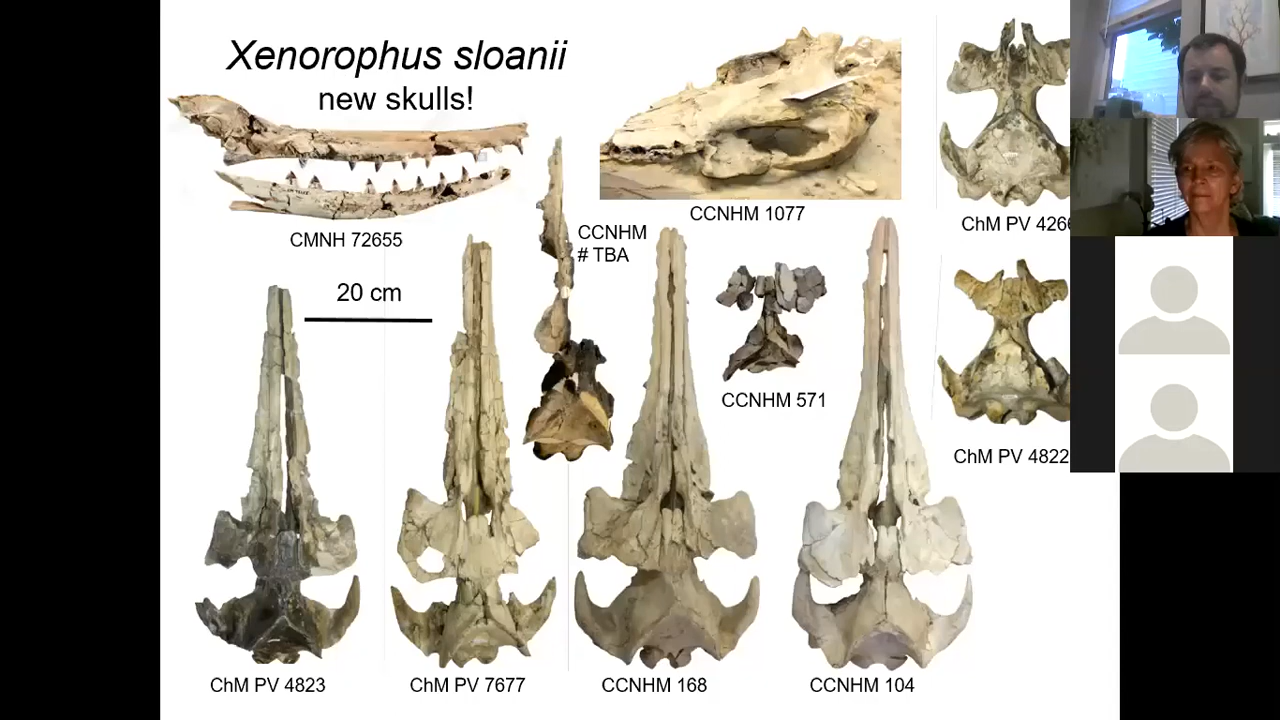 Xenorophus sloanii
new skulls!
CMNH 72655
CCNHM
# TBA
CCNHM 1077
ChM PV 4266
20 cm
CCNHM 571
ChM PV 4822
ChM PV 4823
ChM PV 7677
CCNHM 168
CCNHM 104